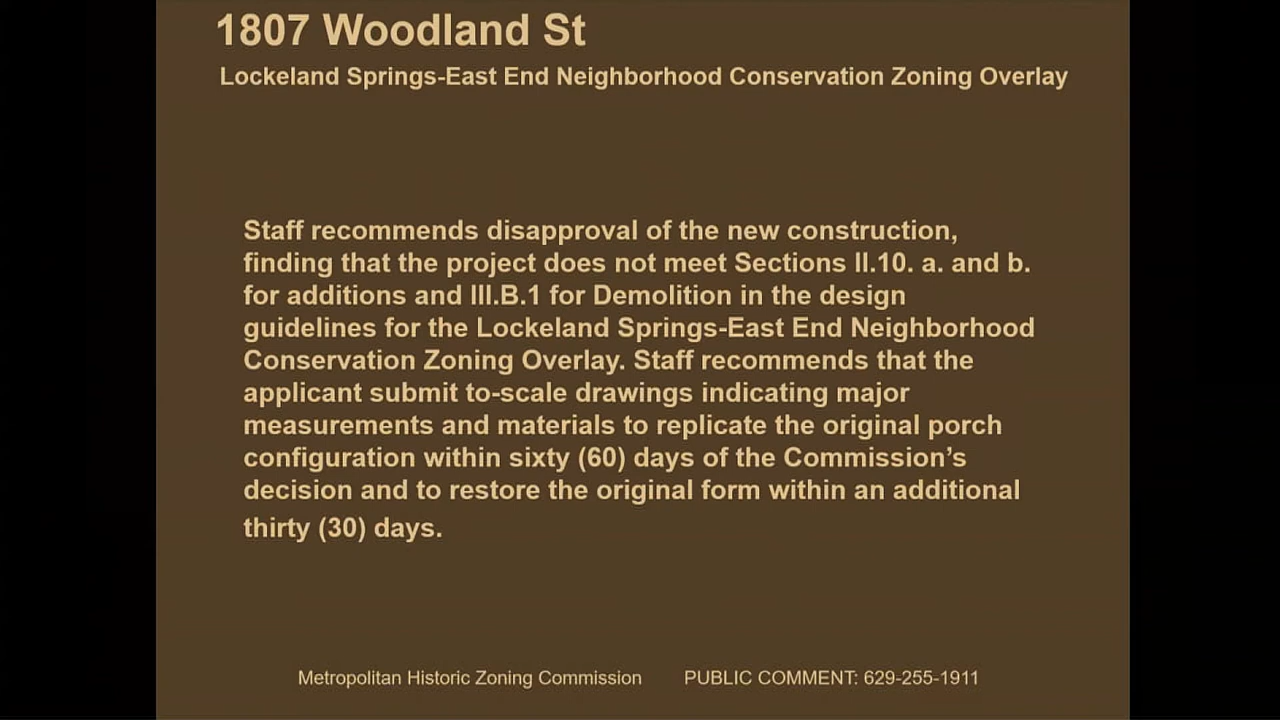 1807 Woodland St
Lockeland Springs-East End Neighborhood Conservation Zoning Overlay
Staff recommends disapproval of the new construction,
finding that the project does not meet Sections II.10. a. and b.
for additions and III.B.1 for Demolition in the design
guidelines for the Lockeland Springs-East End Neighborhood
Conservation Zoning Overlay. Staff recommends that the
applicant submit to-scale drawings indicating major
measurements and materials to replicate the original porch
configuration within sixty (60) days of the Commission’s
decision and to restore the original form within an additional
thirty (30) days.
Metropolitan Historic Zoning Commission PUBLIC COMMENT: 629-255-1911